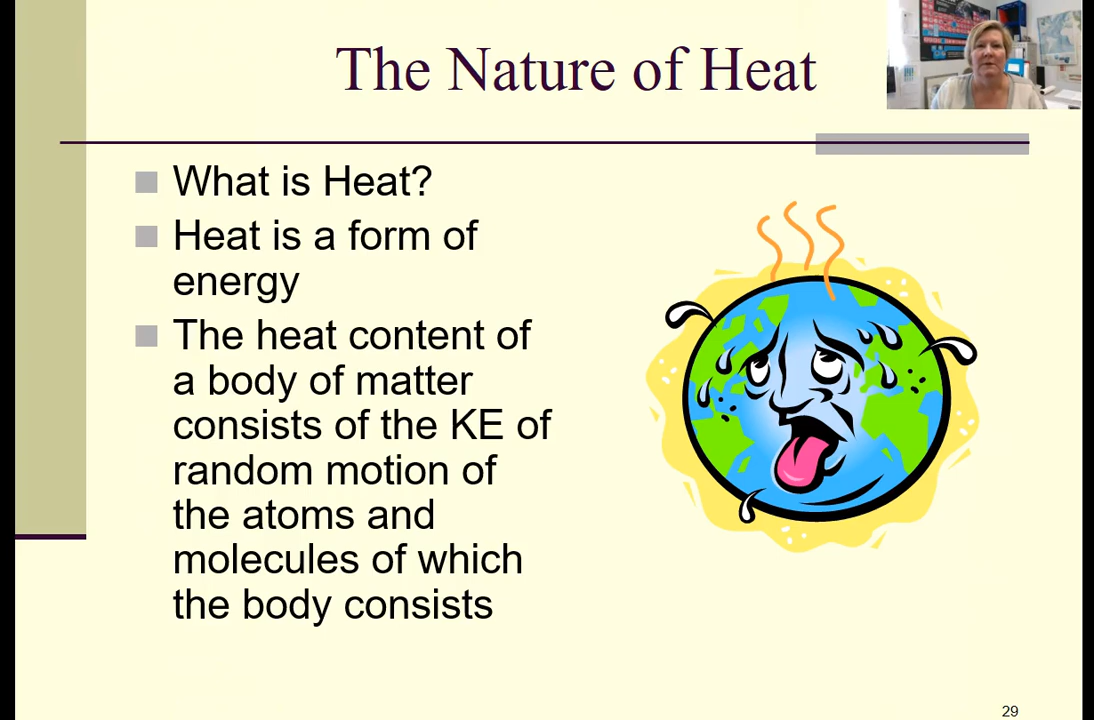 The Nature of Heat
What is Heat?
Heat is a form of
energy
The heat content of
a body of matter
consists of the KE of
random motion of
the atoms and
molecules of which
the body consists
29